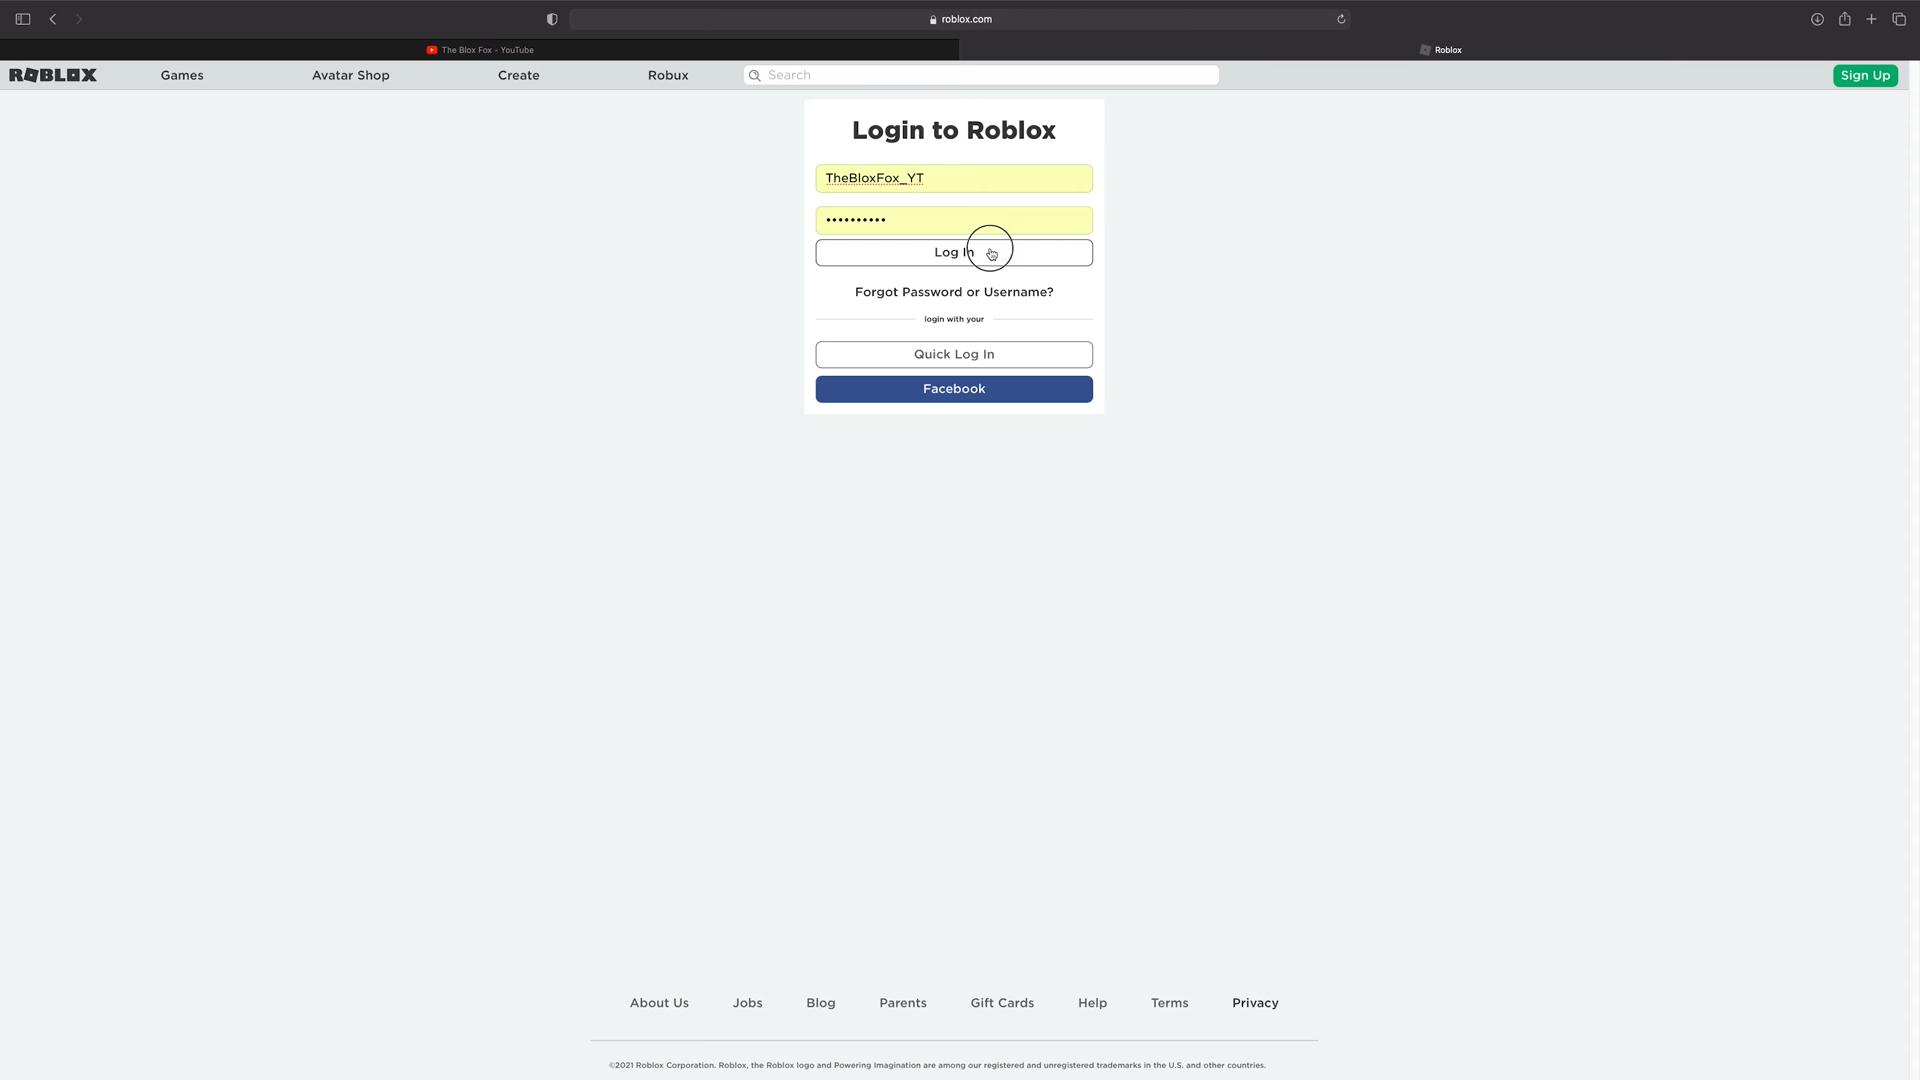 roblox.com
The Blox Fox - YouTube
Roblox
ROBLOX Games Avatar Shop Create Robux Search Sign Up
Login to Roblox
TheBloxFox_YT
••••••••••
Log In
Forgot Password or Username?
login with your
Quick Log In
Facebook
About Us Jobs Blog Parents Gift Cards Help Terms Privacy
©2021 Roblox Corporation. Roblox, the Roblox logo and Powering Imagination are among our registered and unregistered trademarks in the U.S. and other countries.